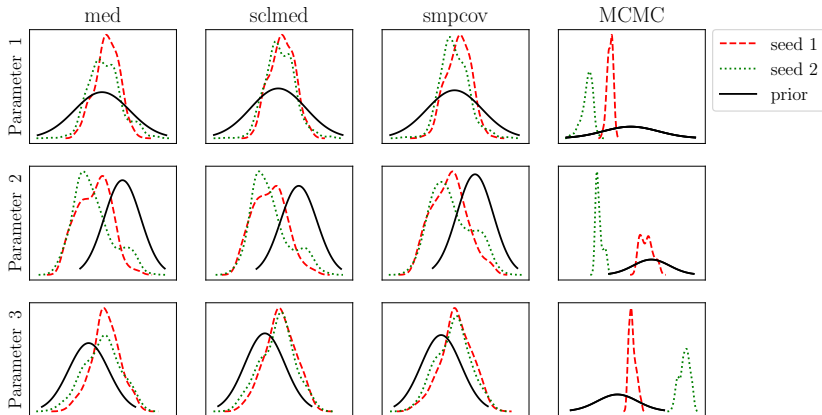 med sclmed smpcov MCMC
seed 1
seed 2
prior
Parameter 1
Parameter 2
Parameter 3